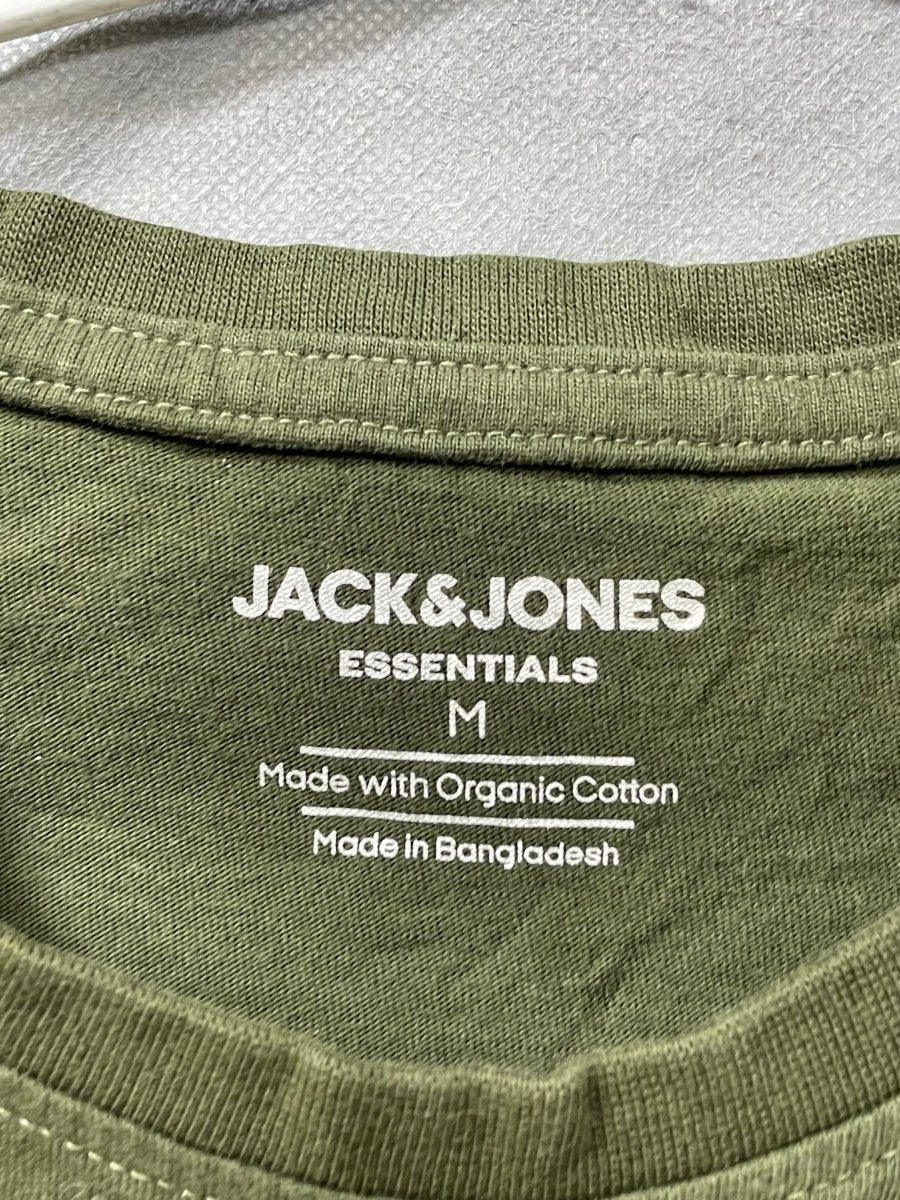 JACK&JONES
ESSENTIALS
M
Made with Organic Cotton
Made in Bangladesh